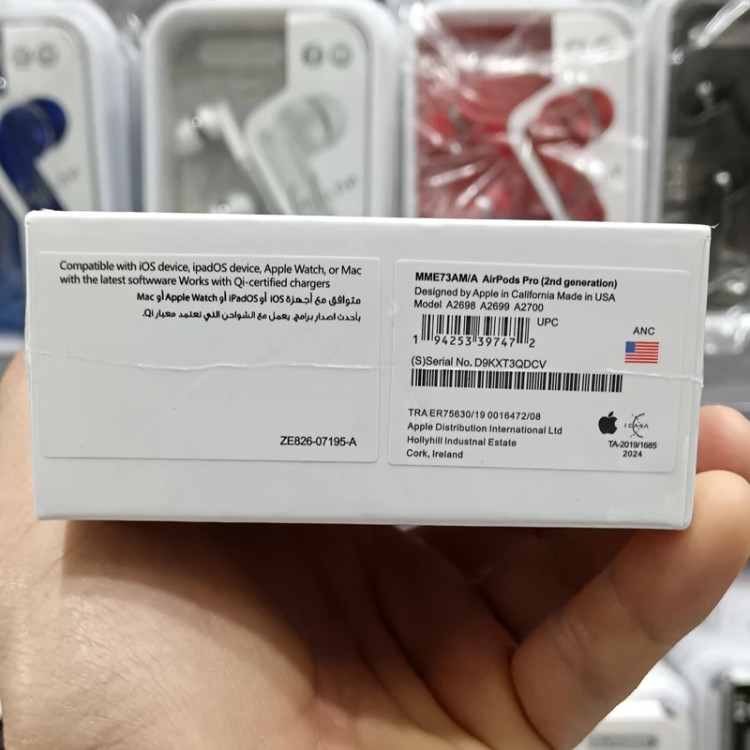 Compatible with iOS device, ipadOS device, Apple Watch, or Mac
with the latest softwware Works with Qi-certified chargers
متوافق مع أجهزة iOS أو iPadOS أو Apple Watch أو Mac
بأحدث اصدار برامج. يعمل مع الشواحن التي تعتمد معيار Qi.
ZE826-07195-A
MME73AM/A AirPods Pro (2nd generation)
Designed by Apple in California Made in USA
Model A2698 A2699 A2700
UPC
1 94253 39747 2
ANC
(S)Serial No. D9KXT3QDCV
TRA ER75630/19 0016472/08
Apple Distribution International Ltd
Hollyhill Industnal Estate
Cork, Ireland
ICASA
TA-2019/1685
2024